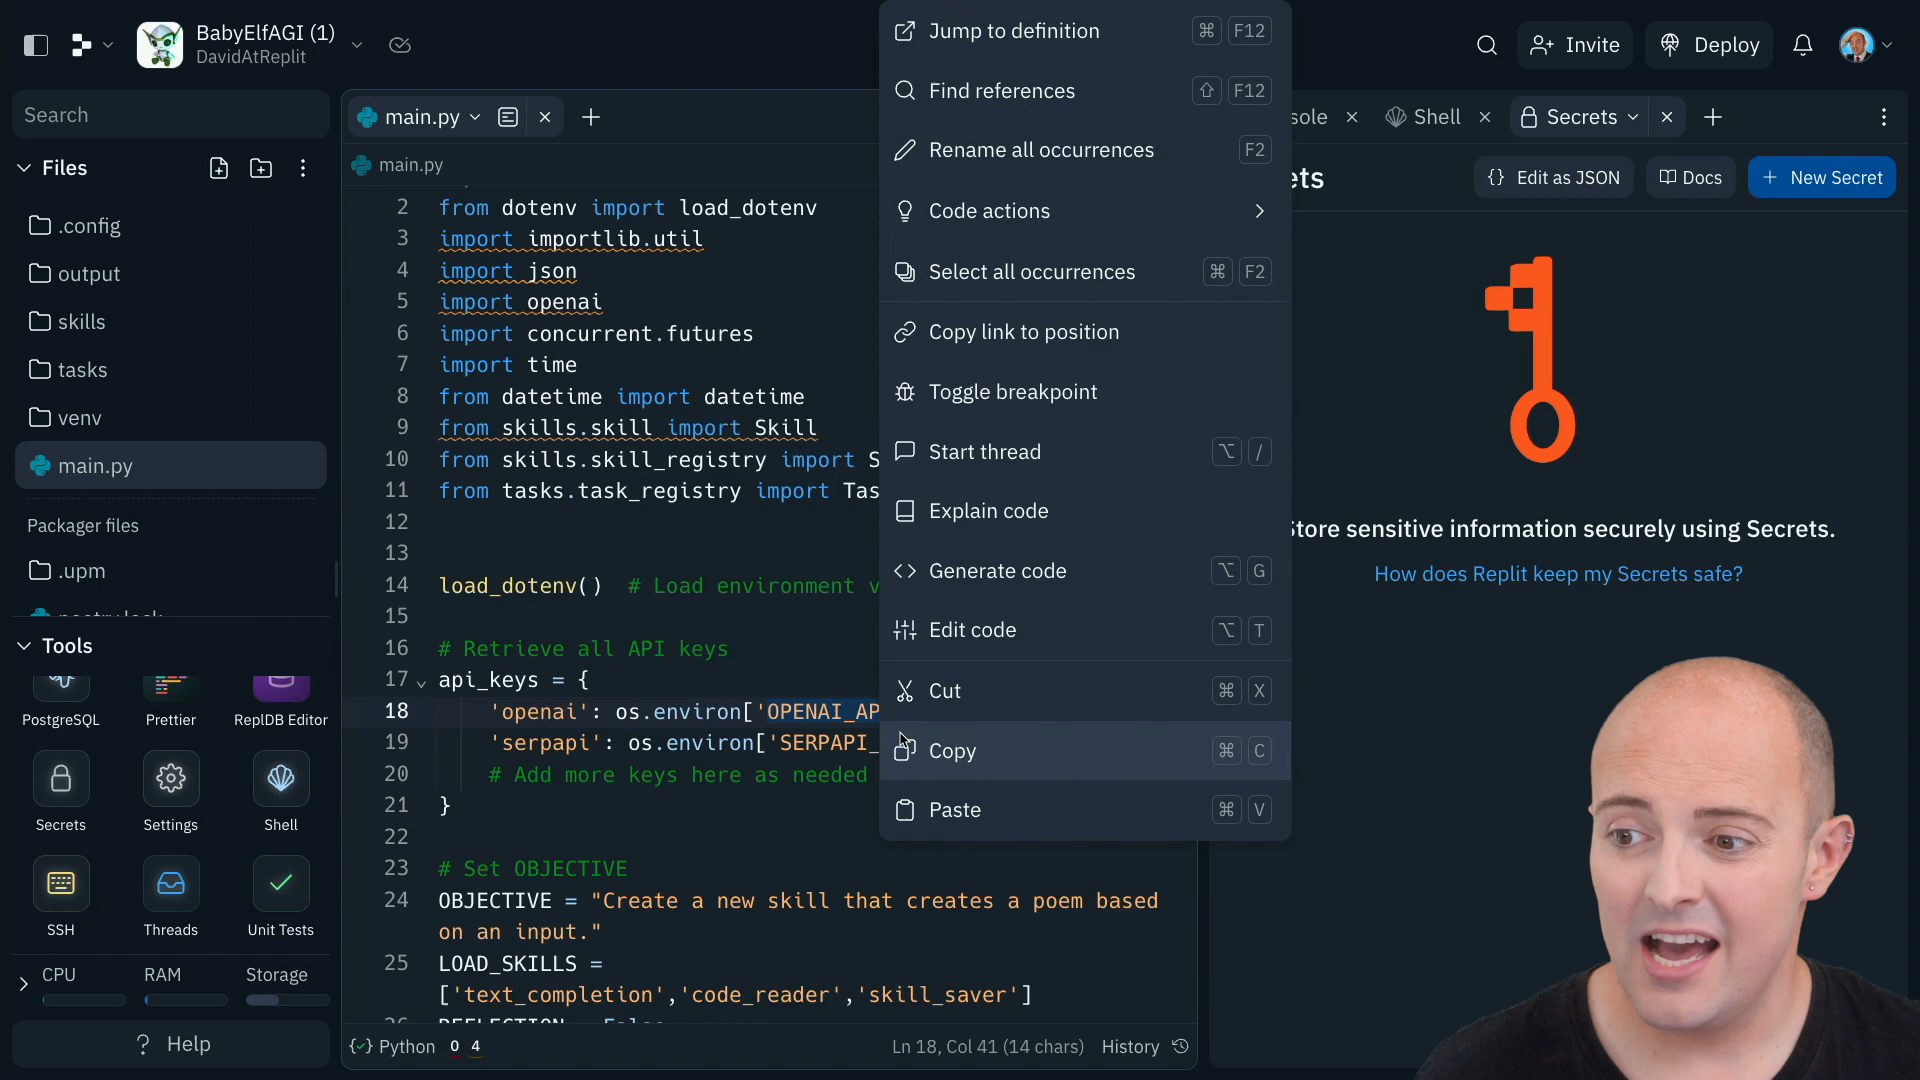 BabyElfAGI (1)
DavidAtReplit
Invite
Deploy
Search
Files
.config
output
skills
tasks
venv
main.py
Packager files
.upm
poetry.lock
Tools
PostgreSQL
Prettier
ReplDB Editor
Secrets
Settings
Shell
SSH
Threads
Unit Tests
CPU
RAM
Storage
? Help
main.py
main.py
2 from dotenv import load_dotenv
3 import importlib.util
4 import json
5 import openai
6 import concurrent.futures
7 import time
8 from datetime import datetime
9 from skills.skill import Skill
10 from skills.skill_registry import S
11 from tasks.task_registry import Tas
12
13
14 load_dotenv() # Load environment v
15
16 # Retrieve all API keys
17 api_keys = {
18 'openai': os.environ['OPENAI_AP
19 'serpapi': os.environ['SERPAPI_
20 # Add more keys here as needed
21 }
22
23 # Set OBJECTIVE
24 OBJECTIVE = "Create a new skill that creates a poem based
on an input."
25 LOAD_SKILLS =
['text_completion','code_reader','skill_saver']
26 REFLECTION = False
Python 0 4
Ln 18, Col 41 (14 chars)
History
Jump to definition ⌘ F12
Find references ⇧ F12
Rename all occurrences F2
Code actions
Select all occurrences ⌘ F2
Copy link to position
Toggle breakpoint
Start thread ⌥ /
Explain code
Generate code ⌥ G
Edit code ⌥ T
Cut ⌘ X
Copy ⌘ C
Paste ⌘ V
sole
Shell
Secrets
ets
{} Edit as JSON
Docs
+ New Secret
Store sensitive information securely using Secrets.
How does Replit keep my Secrets safe?